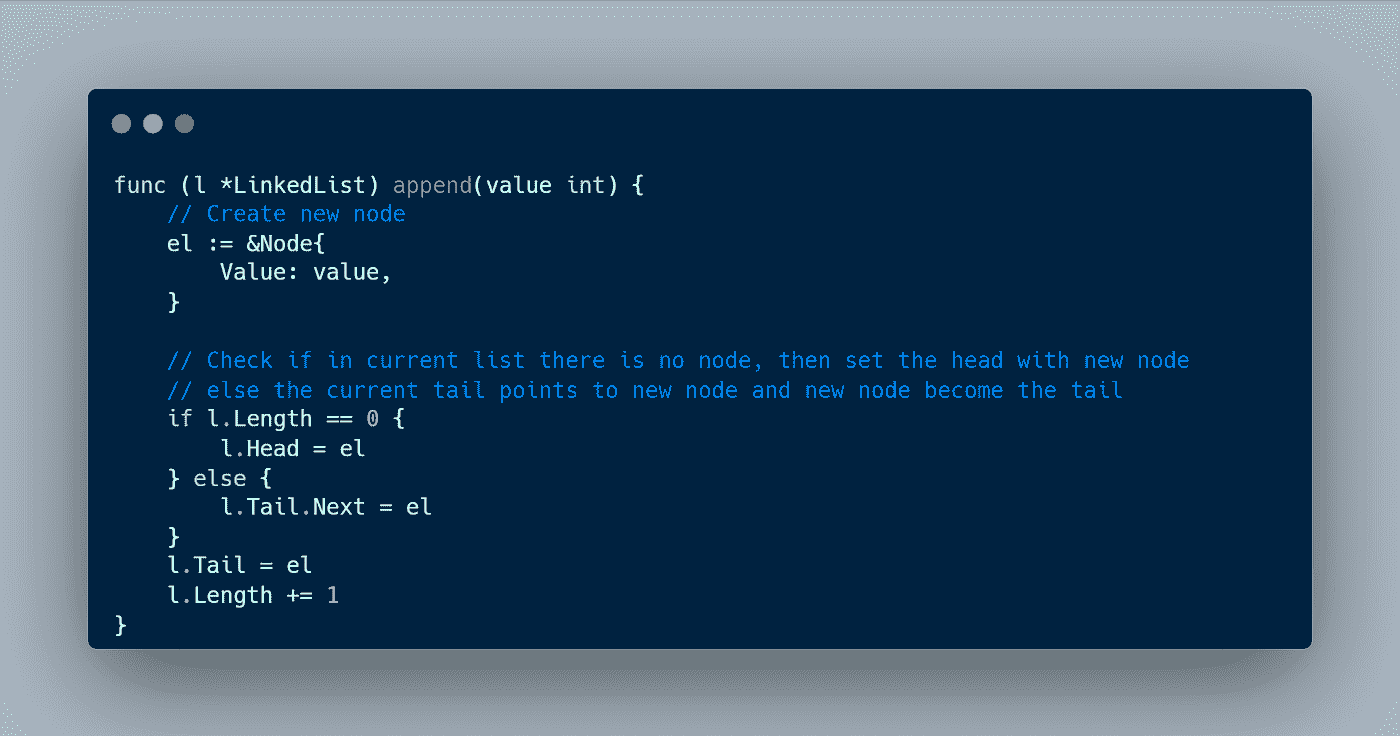 func (l *LinkedList) append(value int) {
    // Create new node
    el := &Node{
        Value: value,
    }
    // Check if in current list there is no node, then set the head with new node
    // else the current tail points to new node and new node become the tail
    if l.Length == 0 {
        l.Head = el
    } else {
        l.Tail.Next = el
    }
    l.Tail = el
    l.Length += 1
}